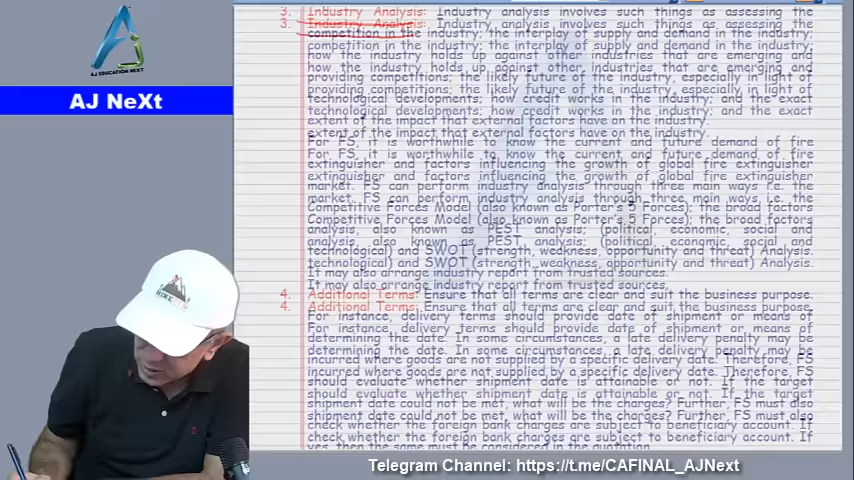 AJ EDUCATION NEXT
AJ NeXt
3. Industry Analysis: Industry analysis involves such things as assessing the
3. Industry Analysis: Industry analysis involves such things as assessing the
competition in the industry; the interplay of supply and demand in the industry;
competition in the industry; the interplay of supply and demand in the industry;
how the industry holds up against other industries that are emerging and
how the industry holds up against other industries that are emerging and
providing competitions; the likely future of the industry, especially in light of
providing competitions; the likely future of the industry, especially in light of
technological developments; how credit works in the industry; and the exact
technological developments; how credit works in the industry; and the exact
extent of the impact that external factors have on the industry.
extent of the impact that external factors have on the industry.
For FS, it is worthwhile to know the current and future demand of fire
For FS, it is worthwhile to know the current and future demand of fire
extinguisher and factors influencing the growth of global fire extinguisher
extinguisher and factors influencing the growth of global fire extinguisher
market. FS can perform industry analysis through three main ways i.e. the
market. FS can perform industry analysis through three main ways i.e. the
Competitive Forces Model (also known as Porter's 5 Forces); the broad factors
Competitive Forces Model (also known as Porter's 5 Forces); the broad factors
analysis, also known as PEST analysis; (political, economic, social and
analysis, also known as PEST analysis; (political, economic, social and
technological) and SWOT (strength, weakness, opportunity and threat) Analysis.
technological) and SWOT (strength, weakness, opportunity and threat) Analysis.
It may also arrange industry report from trusted sources.
It may also arrange industry report from trusted sources.
4. Additional Terms: Ensure that all terms are clear and suit the business purpose.
4. Additional Terms: Ensure that all terms are clear and suit the business purpose.
For instance, delivery terms should provide date of shipment or means of
For instance, delivery terms should provide date of shipment or means of
determining the date. In some circumstances, a late delivery penalty may be
determining the date. In some circumstances, a late delivery penalty may be
incurred where goods are not supplied by a specific delivery date. Therefore, FS
incurred where goods are not supplied by a specific delivery date. Therefore, FS
should evaluate whether shipment date is attainable or not. If the target
should evaluate whether shipment date is attainable or not. If the target
shipment date could not be met, what will be the charges? Further, FS must also
shipment date could not be met, what will be the charges? Further, FS must also
check whether the foreign bank charges are subject to beneficiary account. If
check whether the foreign bank charges are subject to beneficiary account. If
yes, then the same must be considered in the quotation.
Telegram Channel: https://t.me/CAFINAL_AJNext